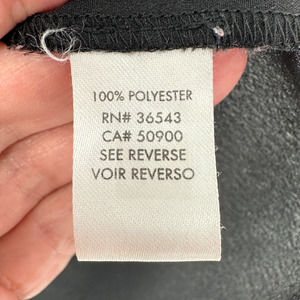 100% POLYESTER
RN# 36543
CA# 50900
SEE REVERSE
VOIR REVERSO